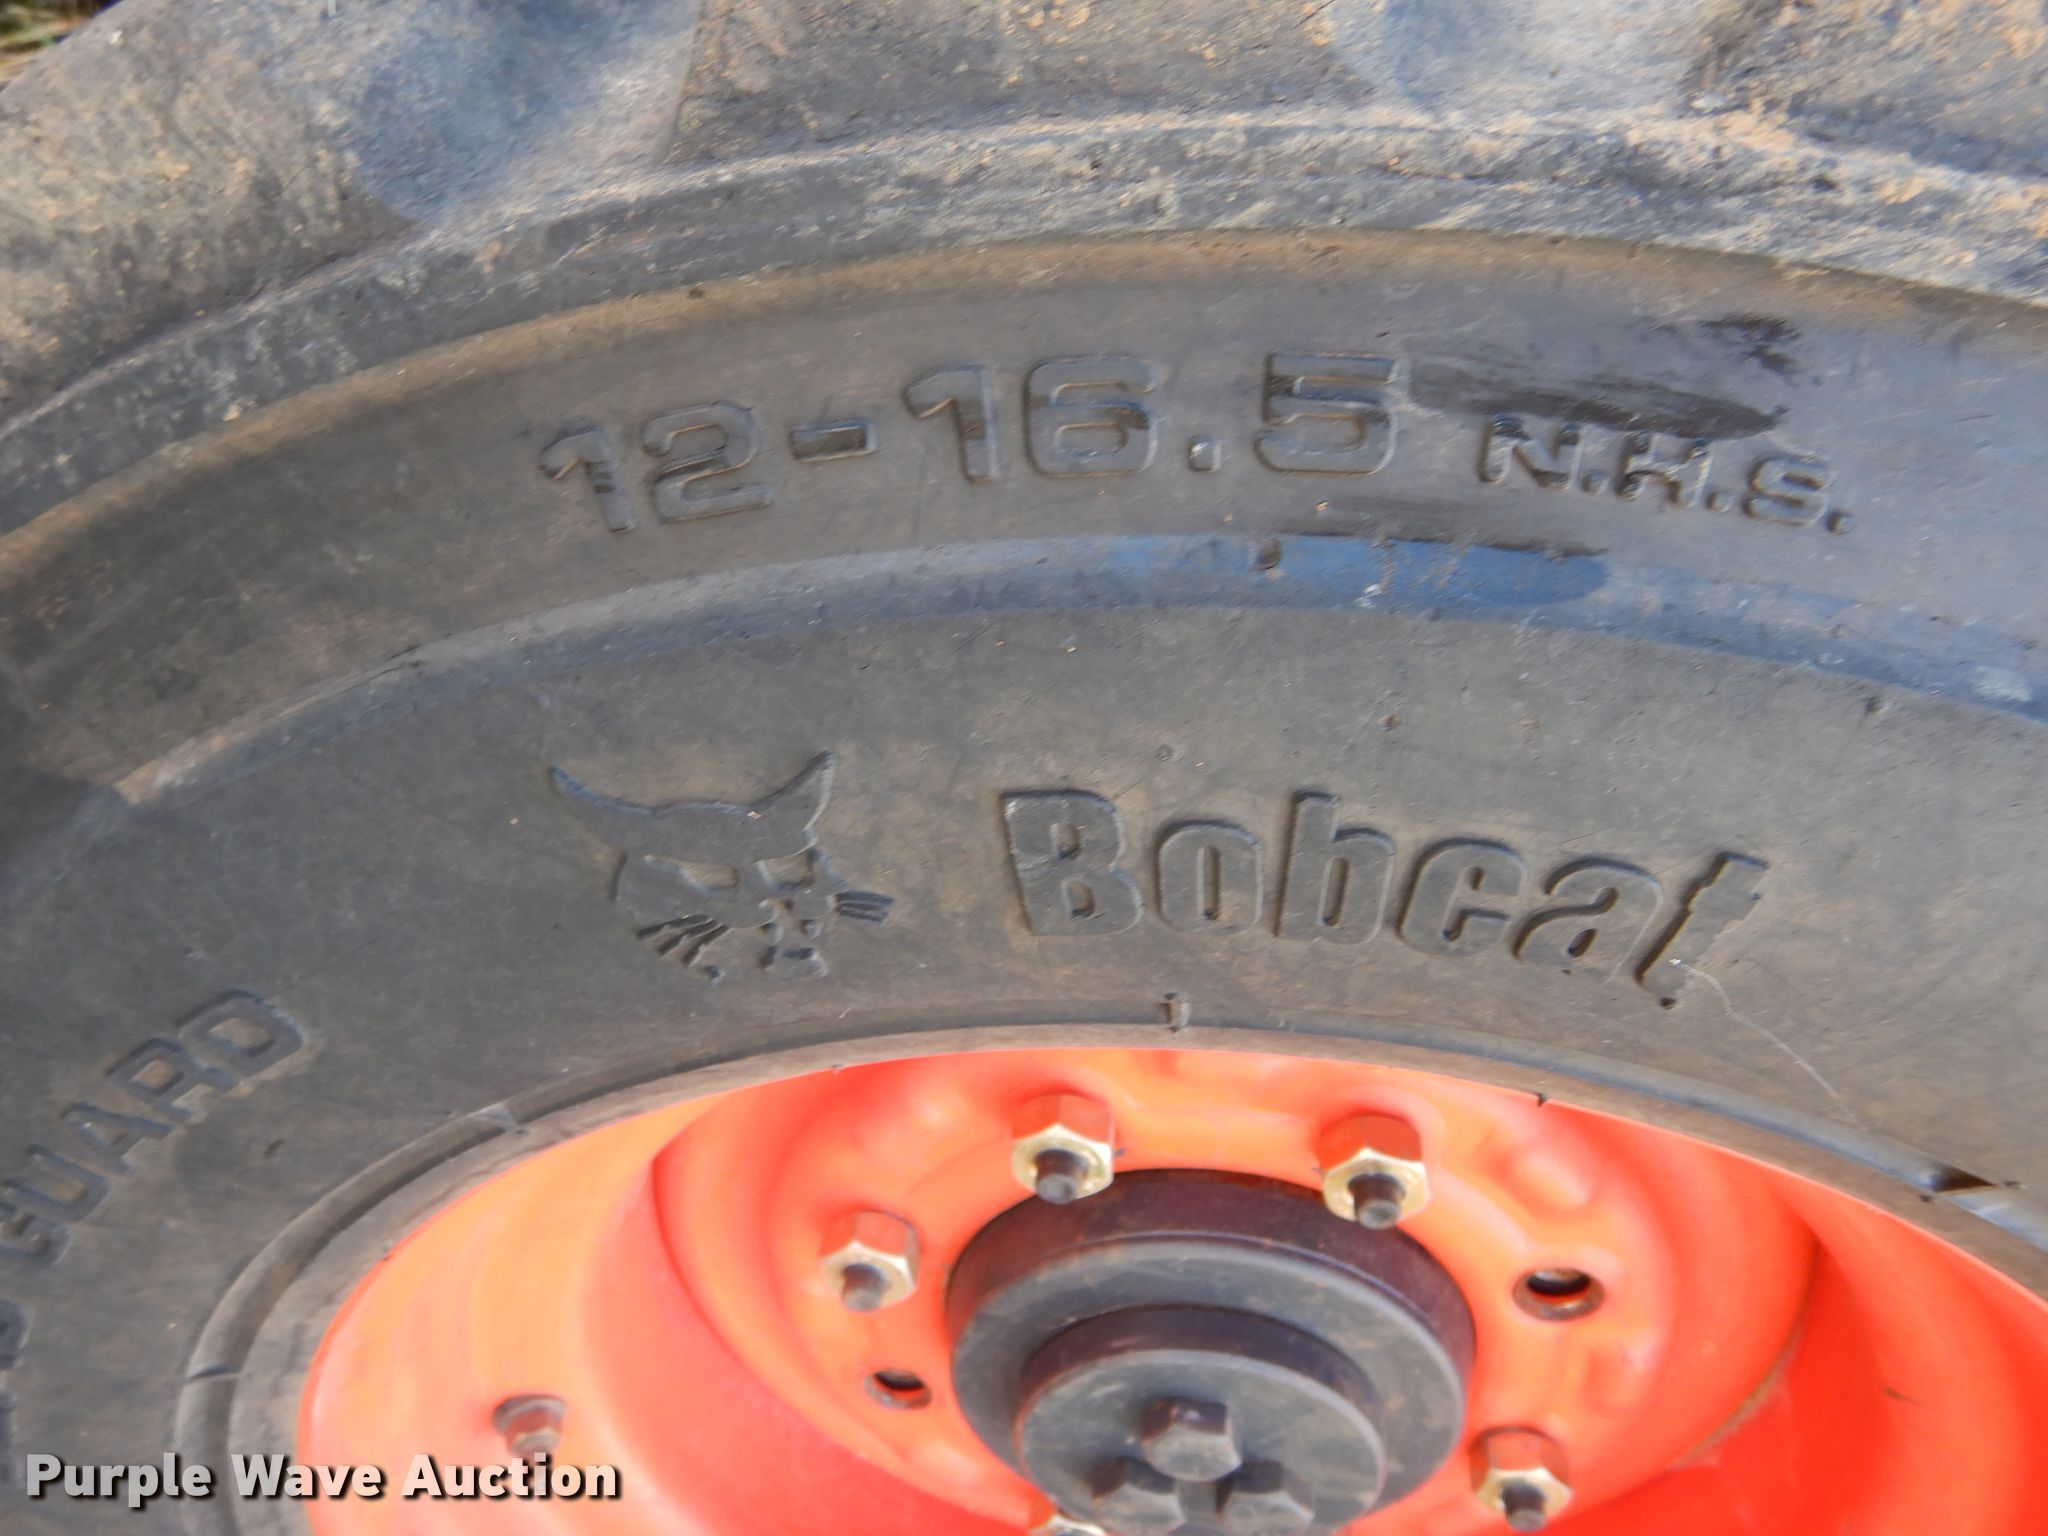 12-16.5 N.H.S.
Bobcat
GUARD
Purple Wave Auction